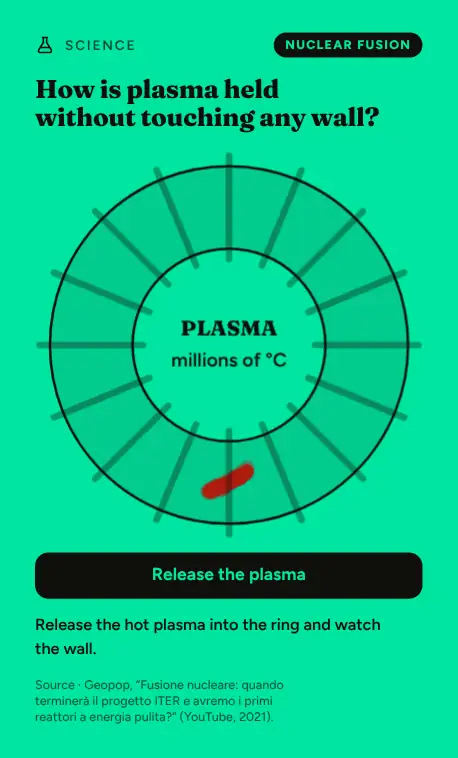 SCIENCE
NUCLEAR FUSION
How is plasma held
without touching any wall?
PLASMA
millions of °C
Release the plasma
Release the hot plasma into the ring and watch
the wall.
Source · Geopop, “Fusione nucleare: quando
terminerà il progetto ITER e avremo i primi
reattori a energia pulita?” (YouTube, 2021).